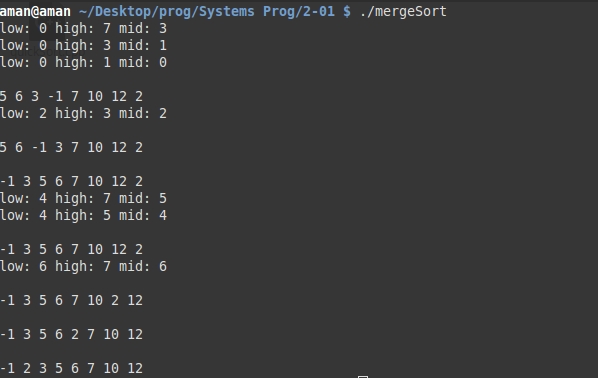 aman@aman ~/Desktop/prog/Systems Prog/2-01 $ ./mergeSort
low: 0 high: 7 mid: 3
low: 0 high: 3 mid: 1
low: 0 high: 1 mid: 0
5 6 3 -1 7 10 12 2
low: 2 high: 3 mid: 2
5 6 -1 3 7 10 12 2
-1 3 5 6 7 10 12 2
low: 4 high: 7 mid: 5
low: 4 high: 5 mid: 4
-1 3 5 6 7 10 12 2
low: 6 high: 7 mid: 6
-1 3 5 6 7 10 2 12
-1 3 5 6 2 7 10 12
-1 2 3 5 6 7 10 12